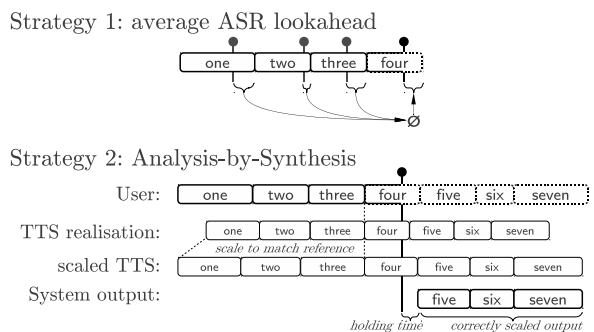 Strategy 1: average ASR lookahead
one two three four
∅
Strategy 2: Analysis-by-Synthesis
User: one two three four five six seven
TTS realisation: one two three four five six seven
scale to match reference
scaled TTS: one two three four five six seven
System output: five six seven
holding time correctly scaled output